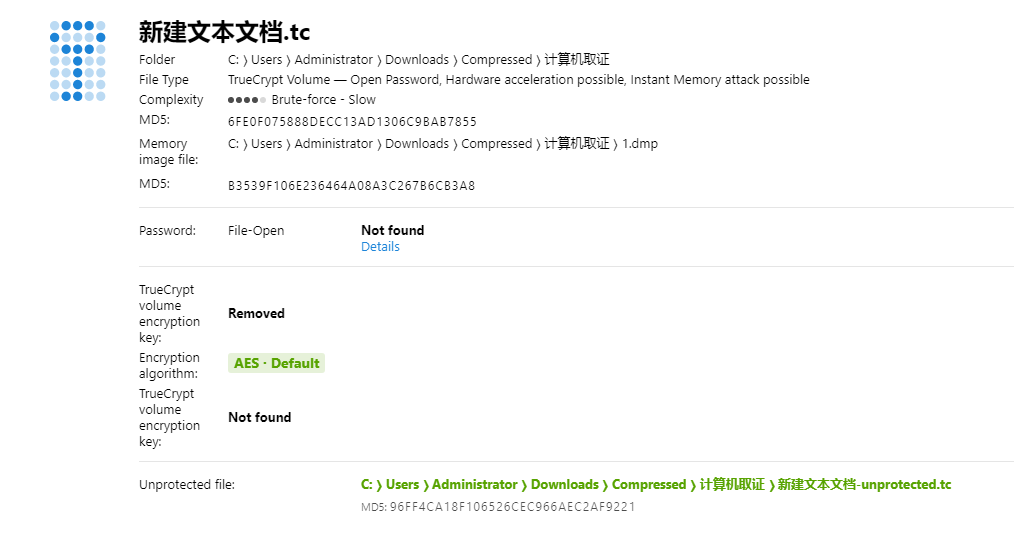 新建文本文档.tc
Folder C: ❭ Users ❭ Administrator ❭ Downloads ❭ Compressed ❭ 计算机取证
File Type TrueCrypt Volume — Open Password, Hardware acceleration possible, Instant Memory attack possible
Complexity Brute-force - Slow
MD5: 6FE0F075888DECC13AD1306C9BAB7855
Memory image file: C: ❭ Users ❭ Administrator ❭ Downloads ❭ Compressed ❭ 计算机取证 ❭ 1.dmp
MD5: B3539F106E236464A08A3C267B6CB3A8
Password: File-Open Not found
Details
TrueCrypt
volume
encryption
key:
Removed
Encryption
algorithm:
AES · Default
TrueCrypt
volume
encryption
key:
Not found
Unprotected file: C: ❭ Users ❭ Administrator ❭ Downloads ❭ Compressed ❭ 计算机取证 ❭ 新建文本文档-unprotected.tc
MD5: 96FF4CA18F106526CEC966AEC2AF9221